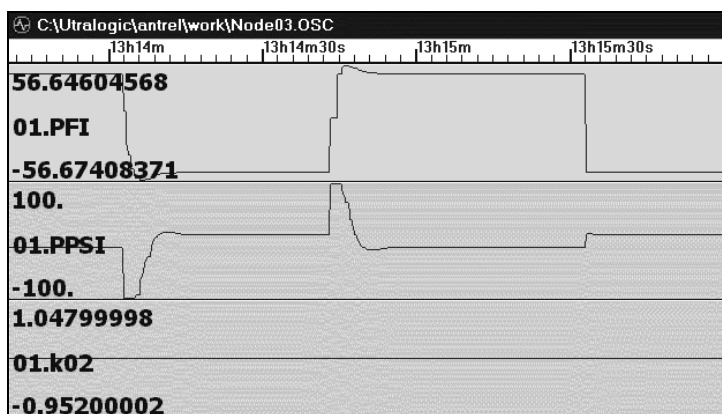 C:\Utralogic\antrel\work\Node03.OSC
13h14m 13h14m30s 13h15m 13h15m30s
56.64604568
01.PFI
-56.67408371
100.
01.PPSI
-100.
1.04799998
01.k02
-0.95200002